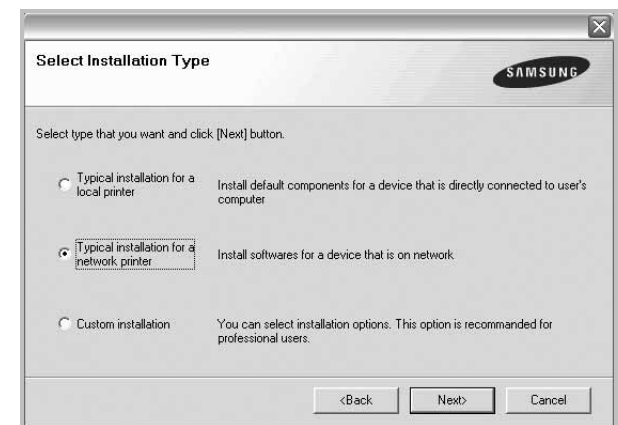 Select Installation Type
SAMSUNG
Select type that you want and click [Next] button.
Typical installation for a
local printer
Install default components for a device that is directly connected to user's
computer
Typical installation for a
network printer
Install softwares for a device that is on network
Custom installation
You can select installation options. This option is recommanded for
professional users.
<Back
Next>
Cancel